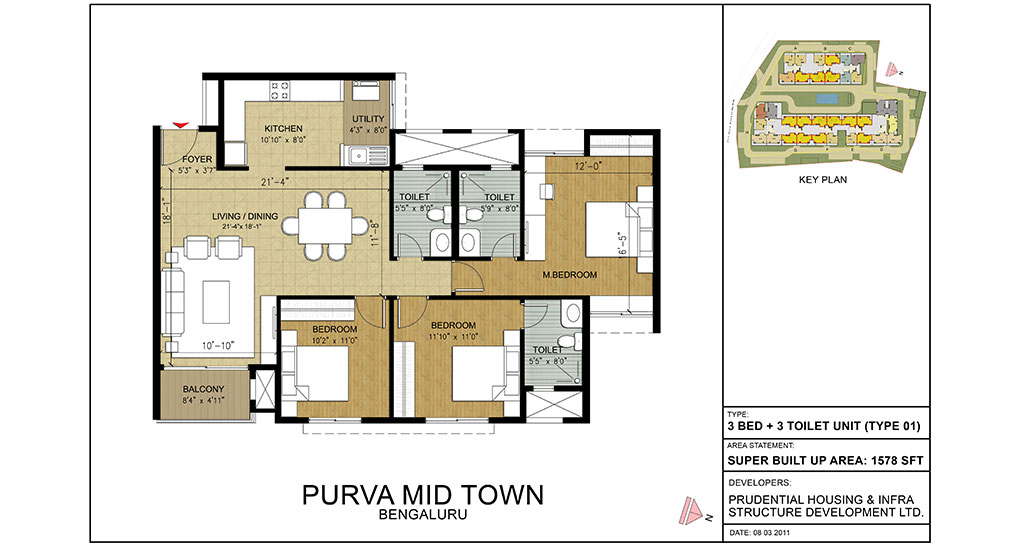 KITCHEN
10'10" x 8'0"
UTILITY
4'3" x 8'0"
FOYER
5'3" x 3'7"
21'-4"
18'-1"
LIVING / DINING
21'-4"x 18'-1"
11'-8"
TOILET
5'5" x 8'0"
TOILET
5'9" x 8'0"
12'-0"
6'-5"
M.BEDROOM
10'-10"
BEDROOM
10'2" x 11'0"
BEDROOM
11'10" x 11'0"
TOILET
5'5" x 8'0"
BALCONY
8'4" x 4'11"
PURVA MID TOWN
BENGALURU
N
A
B
C
N
G
F
E
KEY PLAN
TYPE:
3 BED + 3 TOILET UNIT (TYPE 01)
AREA STATEMENT:
SUPER BUILT UP AREA: 1578 SFT
DEVELOPERS:
PRUDENTIAL HOUSING & INFRA
STRUCTURE DEVELOPMENT LTD.
DATE: 08 03 2011